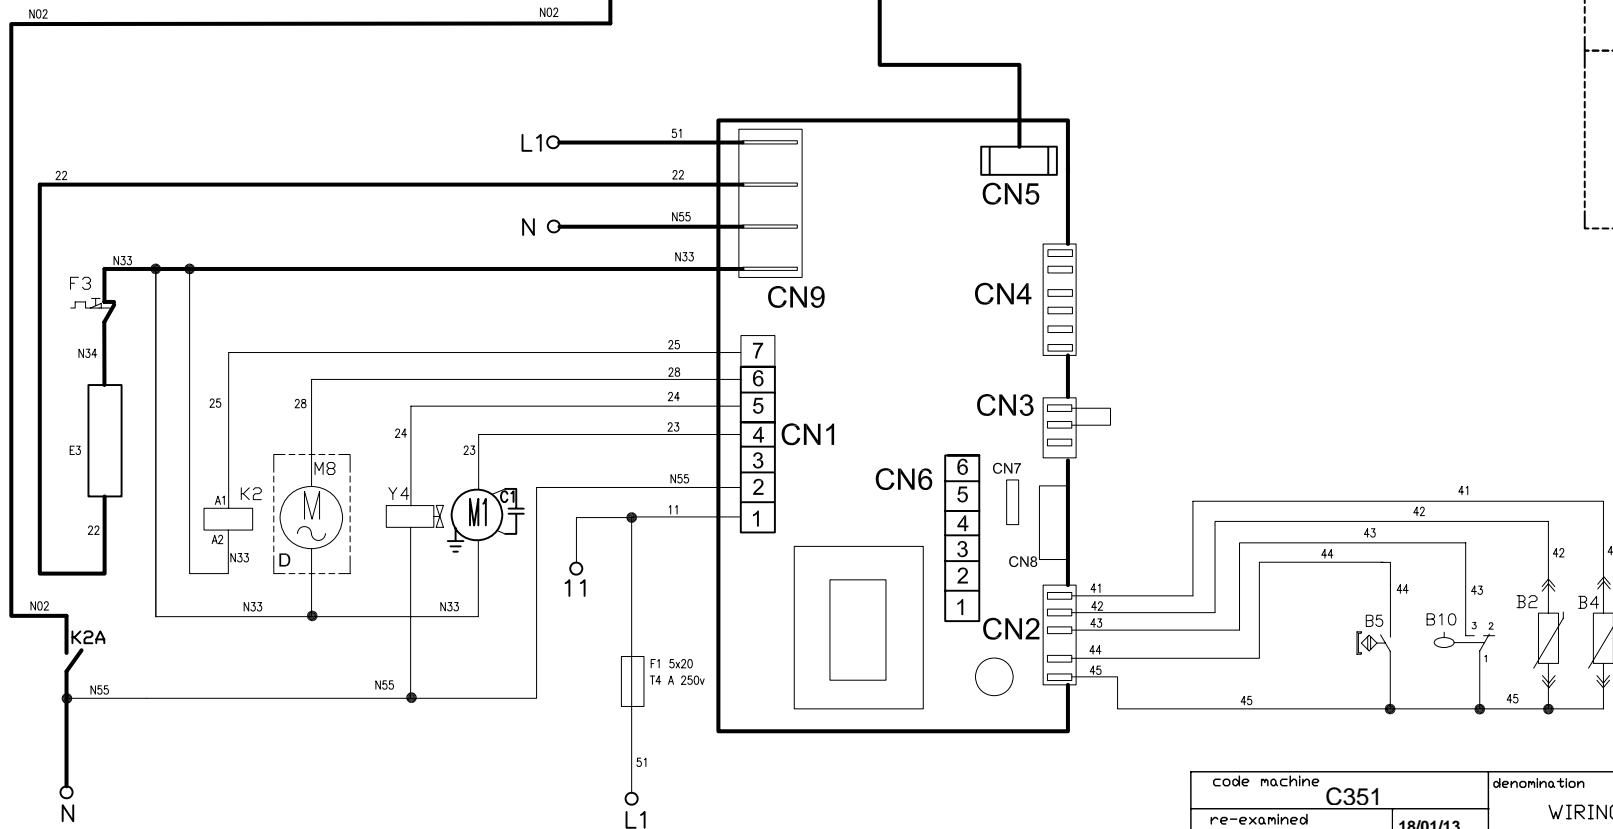 N02
N02
L1
51
22
22
N
N55
N33
N33
F3
N34
E3
22
CN9
CN5
CN4
CN3
25
7
28
6
24
5
23
4
3
N55
2
11
1
CN1
25
28
24
23
A1
K2
A2
N33
M8
M
D
Y4
M1
C1
11
CN6
6
5
4
3
2
1
CN7
CN8
CN2
41
42
43
44
45
41
42
43
44
44
43
42
B5
B10
3 2
1
B2
B4
45
45
N02
N33
N33
K2A
N55
N55
F1 5x20
T4 A 250v
51
N
L1
code machine
C351
denomination
re-examined
18/01/13